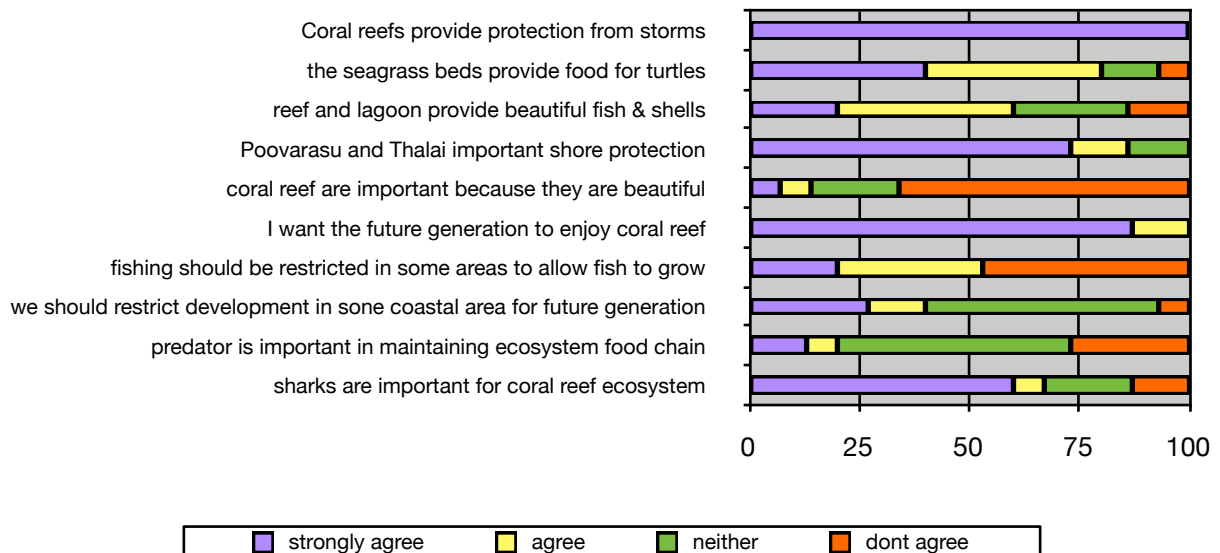 Coral reefs provide protection from storms
the seagrass beds provide food for turtles
reef and lagoon provide beautiful fish & shells
Poovarasu and Thalai important shore protection
coral reef are important because they are beautiful
I want the future generation to enjoy coral reef
fishing should be restricted in some areas to allow fish to grow
we should restrict development in sone coastal area for future generation
predator is important in maintaining ecosystem food chain
sharks are important for coral reef ecosystem
0 25 50 75 100
strongly agree agree neither dont agree